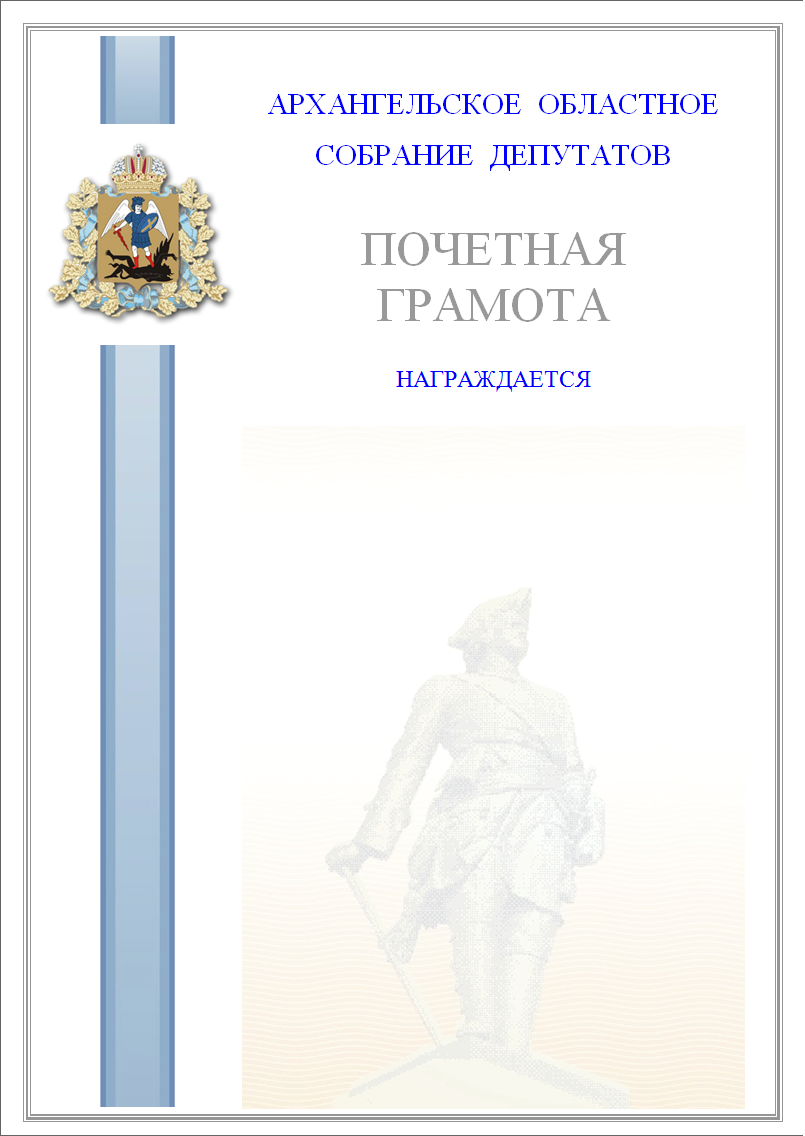 АРХАНГЕЛЬСКОЕ ОБЛАСТНОЕ
СОБРАНИЕ ДЕПУТАТОВ
ПОЧЕТНАЯ
ГРАМОТА
НАГРАЖДАЕТСЯ